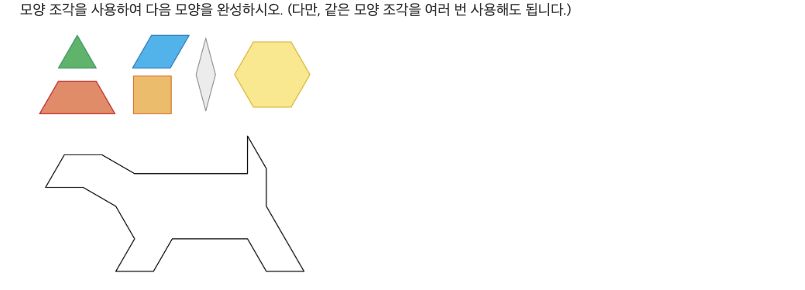 모양 조각을 사용하여 다음 모양을 완성하시오. (다만, 같은 모양 조각을 여러 번 사용해도 됩니다.)